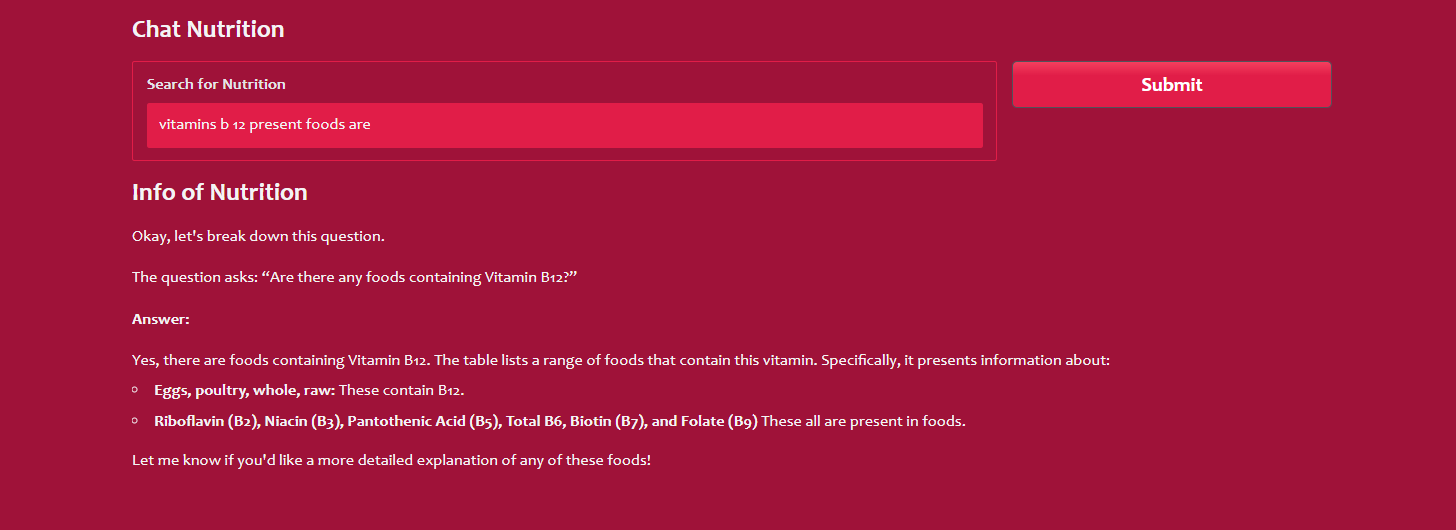 Chat Nutrition
Search for Nutrition
Submit
vitamins b 12 present foods are
Info of Nutrition
Okay, let's break down this question.
The question asks: “Are there any foods containing Vitamin B12?”
Answer:
Yes, there are foods containing Vitamin B12. The table lists a range of foods that contain this vitamin. Specifically, it presents information about:
Eggs, poultry, whole, raw: These contain B12.
Riboflavin (B2), Niacin (B3), Pantothenic Acid (B5), Total B6, Biotin (B7), and Folate (B9) These all are present in foods.
Let me know if you'd like a more detailed explanation of any of these foods!